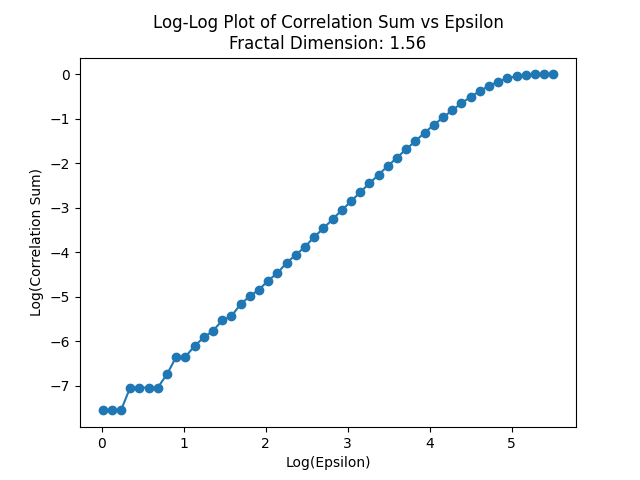 Log-Log Plot of Correlation Sum vs Epsilon
Fractal Dimension: 1.56
0
−1
−2
−3
−4
−5
−6
−7
Log(Correlation Sum)
0 1 2 3 4 5
Log(Epsilon)